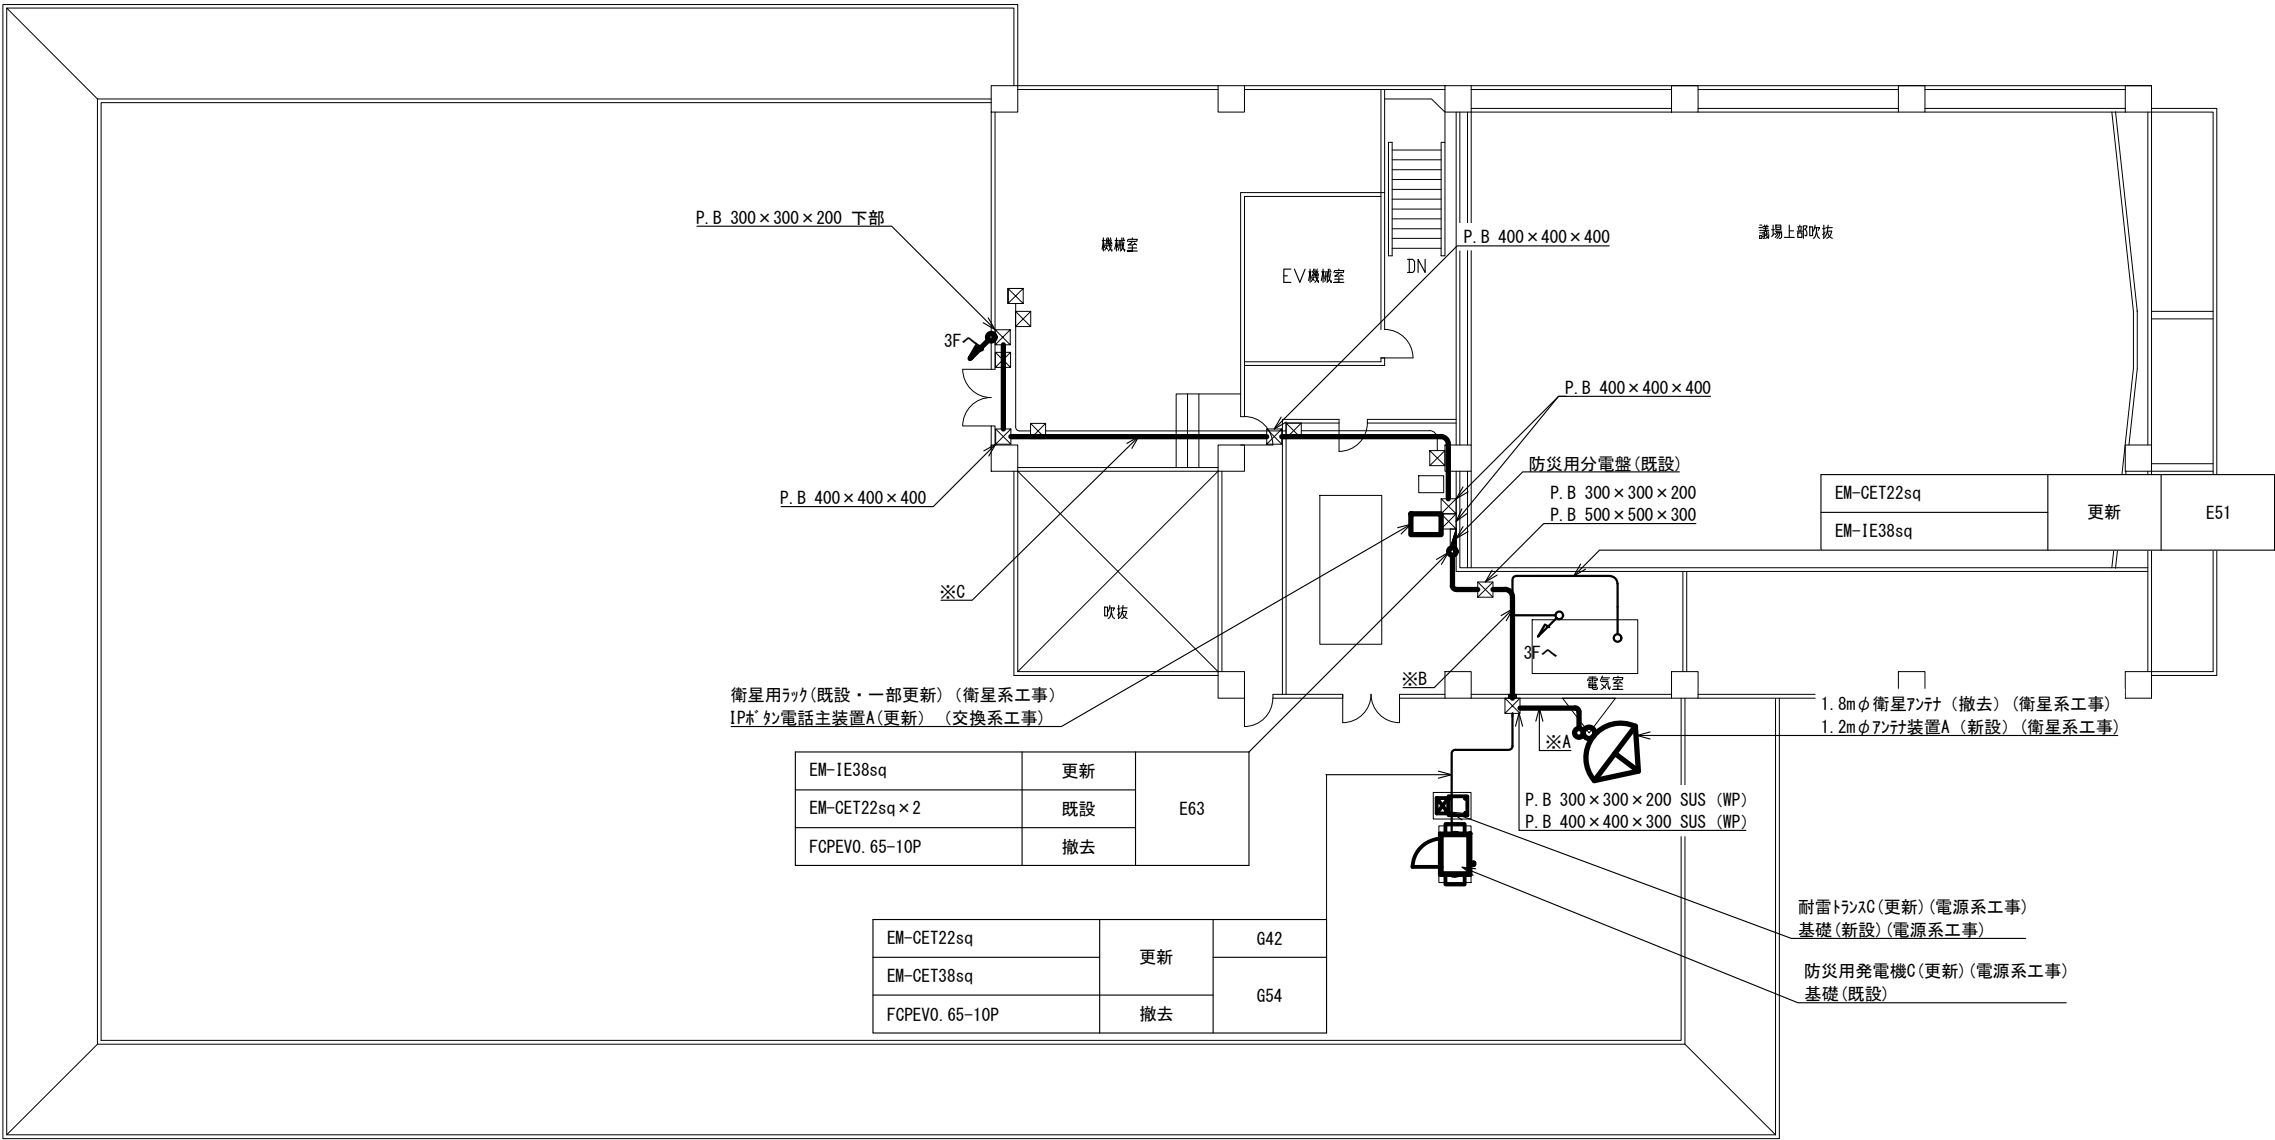 P.B 300×300×200 下部
機械室
P.B 400×400×400
議場上部吹抜
EV機械室
DN
3Fへ
P.B 400×400×400
防災用分電盤(既設)
P.B 300×300×200
P.B 500×500×300
EM-CET22sq
更新
E51
EM-IE38sq
P.B 400×400×400
※C
吹抜
3Fへ
※B
電気室
衛星用ラック(既設・一部更新) (衛星系工事)
IPボタン電話主装置A(更新) (交換系工事)
1.8mφ衛星アンテナ (撤去) (衛星系工事)
1.2mφアンテナ装置A (新設) (衛星系工事)
※A
EM-IE38sq
更新
E63
EM-CET22sq×2
既設
FCPEV0.65-10P
撤去
P.B 300×300×200 SUS (WP)
P.B 400×400×300 SUS (WP)
耐雷トランスC(更新)(電源系工事)
基礎(新設)(電源系工事)
EM-CET22sq
更新
G42
EM-CET38sq
G54
FCPEV0.65-10P
撤去
防災用発電機C(更新)(電源系工事)
基礎(既設)